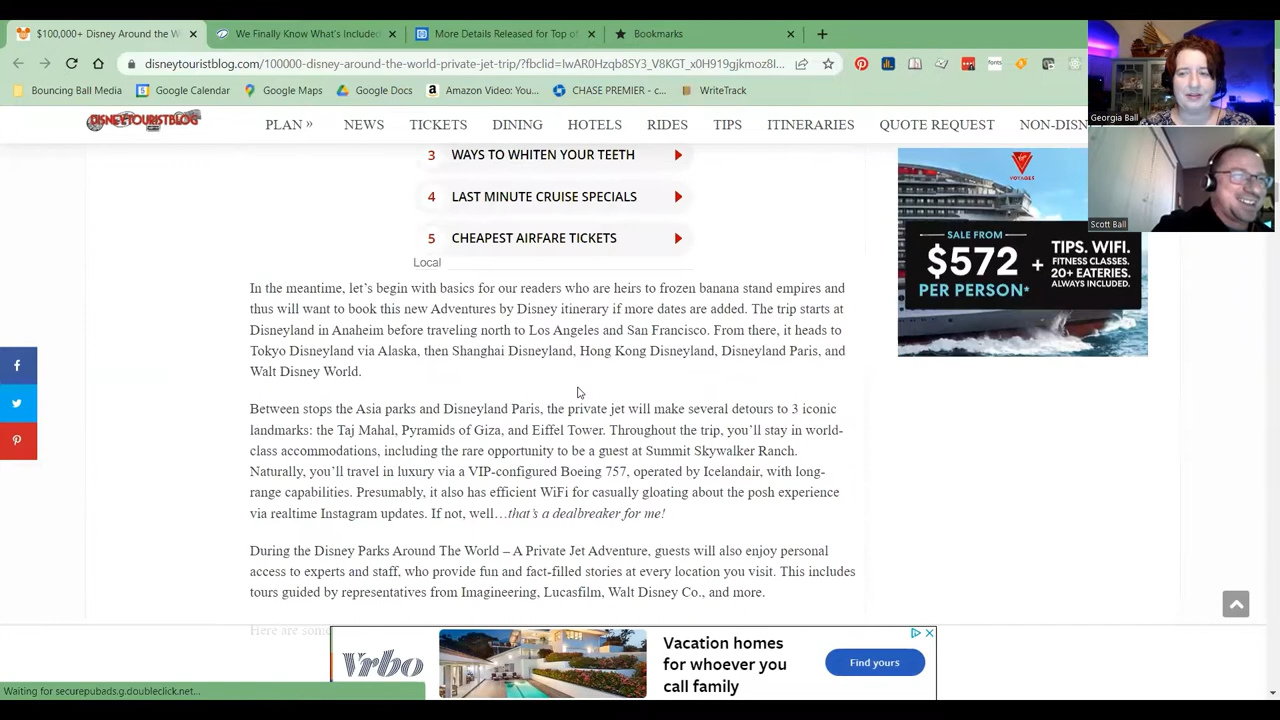 $100,000+ Disney Around the W
We Finally Know What's Included
More Details Released for Top of
Bookmarks
disneytouristblog.com/100000-disney-around-the-world-private-jet-trip/?fbclid=IwAR0Hzqb8SY3_V8KGT_x0H919gjkmoz8I...
Bouncing Ball Media
Google Calendar
Google Maps
Google Docs
Amazon Video: You...
CHASE PREMIER - c...
WriteTrack
DISNEYTOURISTBLOG
PLAN »
NEWS
TICKETS
DINING
HOTELS
RIDES
TIPS
ITINERARIES
QUOTE REQUEST
NON-DISN
Georgia Ball
Scott Ball
3 WAYS TO WHITEN YOUR TEETH
4 LAST MINUTE CRUISE SPECIALS
5 CHEAPEST AIRFARE TICKETS
Local
In the meantime, let's begin with basics for our readers who are heirs to frozen banana stand empires and
thus will want to book this new Adventures by Disney itinerary if more dates are added. The trip starts at
Disneyland in Anaheim before traveling north to Los Angeles and San Francisco. From there, it heads to
Tokyo Disneyland via Alaska, then Shanghai Disneyland, Hong Kong Disneyland, Disneyland Paris, and
Walt Disney World.
Between stops the Asia parks and Disneyland Paris, the private jet will make several detours to 3 iconic
landmarks: the Taj Mahal, Pyramids of Giza, and Eiffel Tower. Throughout the trip, you'll stay in world-
class accommodations, including the rare opportunity to be a guest at Summit Skywalker Ranch.
Naturally, you'll travel in luxury via a VIP-configured Boeing 757, operated by Icelandair, with long-
range capabilities. Presumably, it also has efficient WiFi for casually gloating about the posh experience
via realtime Instagram updates. If not, well…that's a dealbreaker for me!
During the Disney Parks Around The World – A Private Jet Adventure, guests will also enjoy personal
access to experts and staff, who provide fun and fact-filled stories at every location you visit. This includes
tours guided by representatives from Imagineering, Lucasfilm, Walt Disney Co., and more.
Here are some
Virgin
VOYAGES
SALE FROM
$572
PER PERSON*
+
TIPS. WIFI.
FITNESS CLASSES.
20+ EATERIES.
ALWAYS INCLUDED.
Vrbo
Vacation homes
for whoever you
call family
Find yours
Waiting for securepubads.g.doubleclick.net...